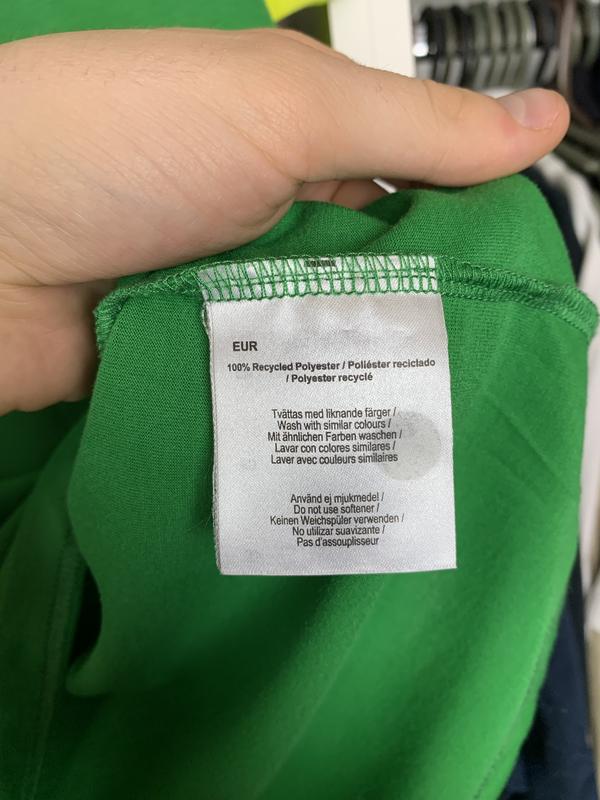 EUR
100% Recycled Polyester / Poliéster reciclado
/ Polyester recyclé
Tvättas med liknande färger /
Wash with similar colours /
Mit ähnlichen Farben waschen /
Lavar con colores similares /
Laver avec couleurs similaires
Använd ej mjukmedel /
Do not use softener /
Keinen Weichspüler verwenden /
No utilizar suavizante /
Pas d'assouplisseur